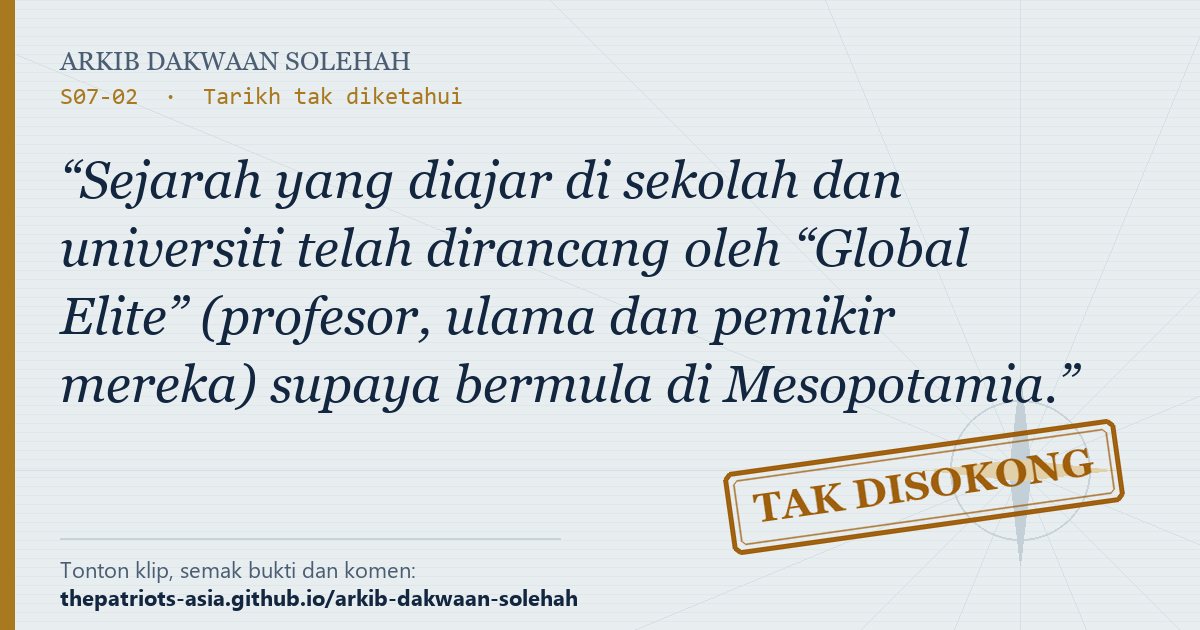 ARKIB DAKWAAN SOLEHAH
S07-02 · Tarikh tak diketahui
“Sejarah yang diajar di sekolah dan
universiti telah dirancang oleh “Global
Elite” (profesor, ulama dan pemikir
mereka) supaya bermula di Mesopotamia.”
TAK DISOKONG
Tonton klip, semak bukti dan komen:
thepatriots-asia.github.io/arkib-dakwaan-solehah